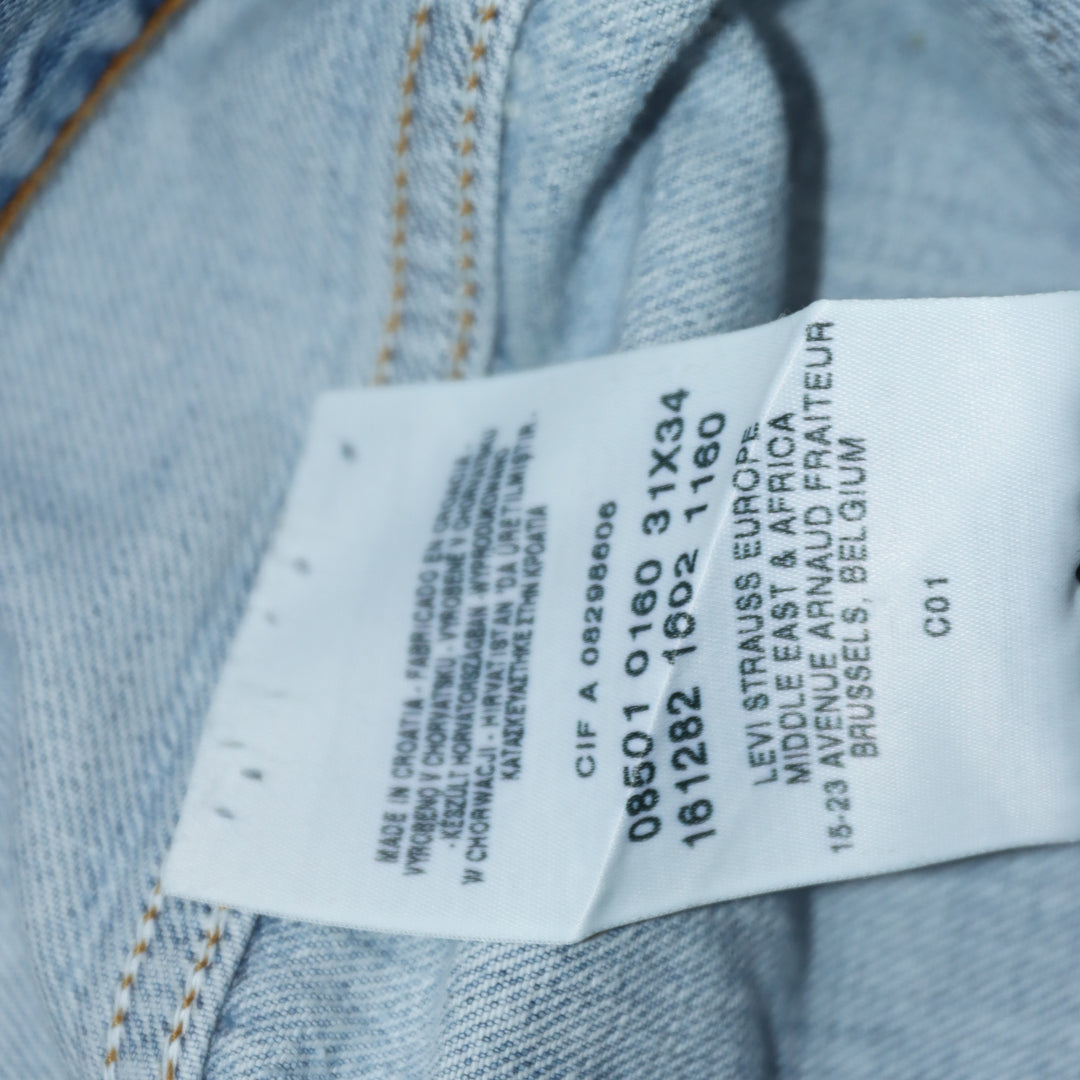 MADE IN CROATIA - FABRICADO EN CROACIA.
VYROBENO V CHORVATSKU - VYROBENÉ V CHORVÁTSKU
- KÉSZÜLT HORVÁTORSZÁGBAN WYPRODUKOWANO
W CHORWACJI - HIRVATISTAN 'DA ÜRETILMIŞTIR.
ΚΑΤΑΣΚΕΥΑΣΤΗΚΕ ΣΤΗΝ ΚΡΟΑΤΙΑ
CIF A 08298606
08501 0160 31X34
161282 1602 1160
LEVI STRAUSS EUROPE
MIDDLE EAST & AFRICA
15-23 AVENUE ARNAUD FRAITEUR
BRUSSELS, BELGIUM
C01